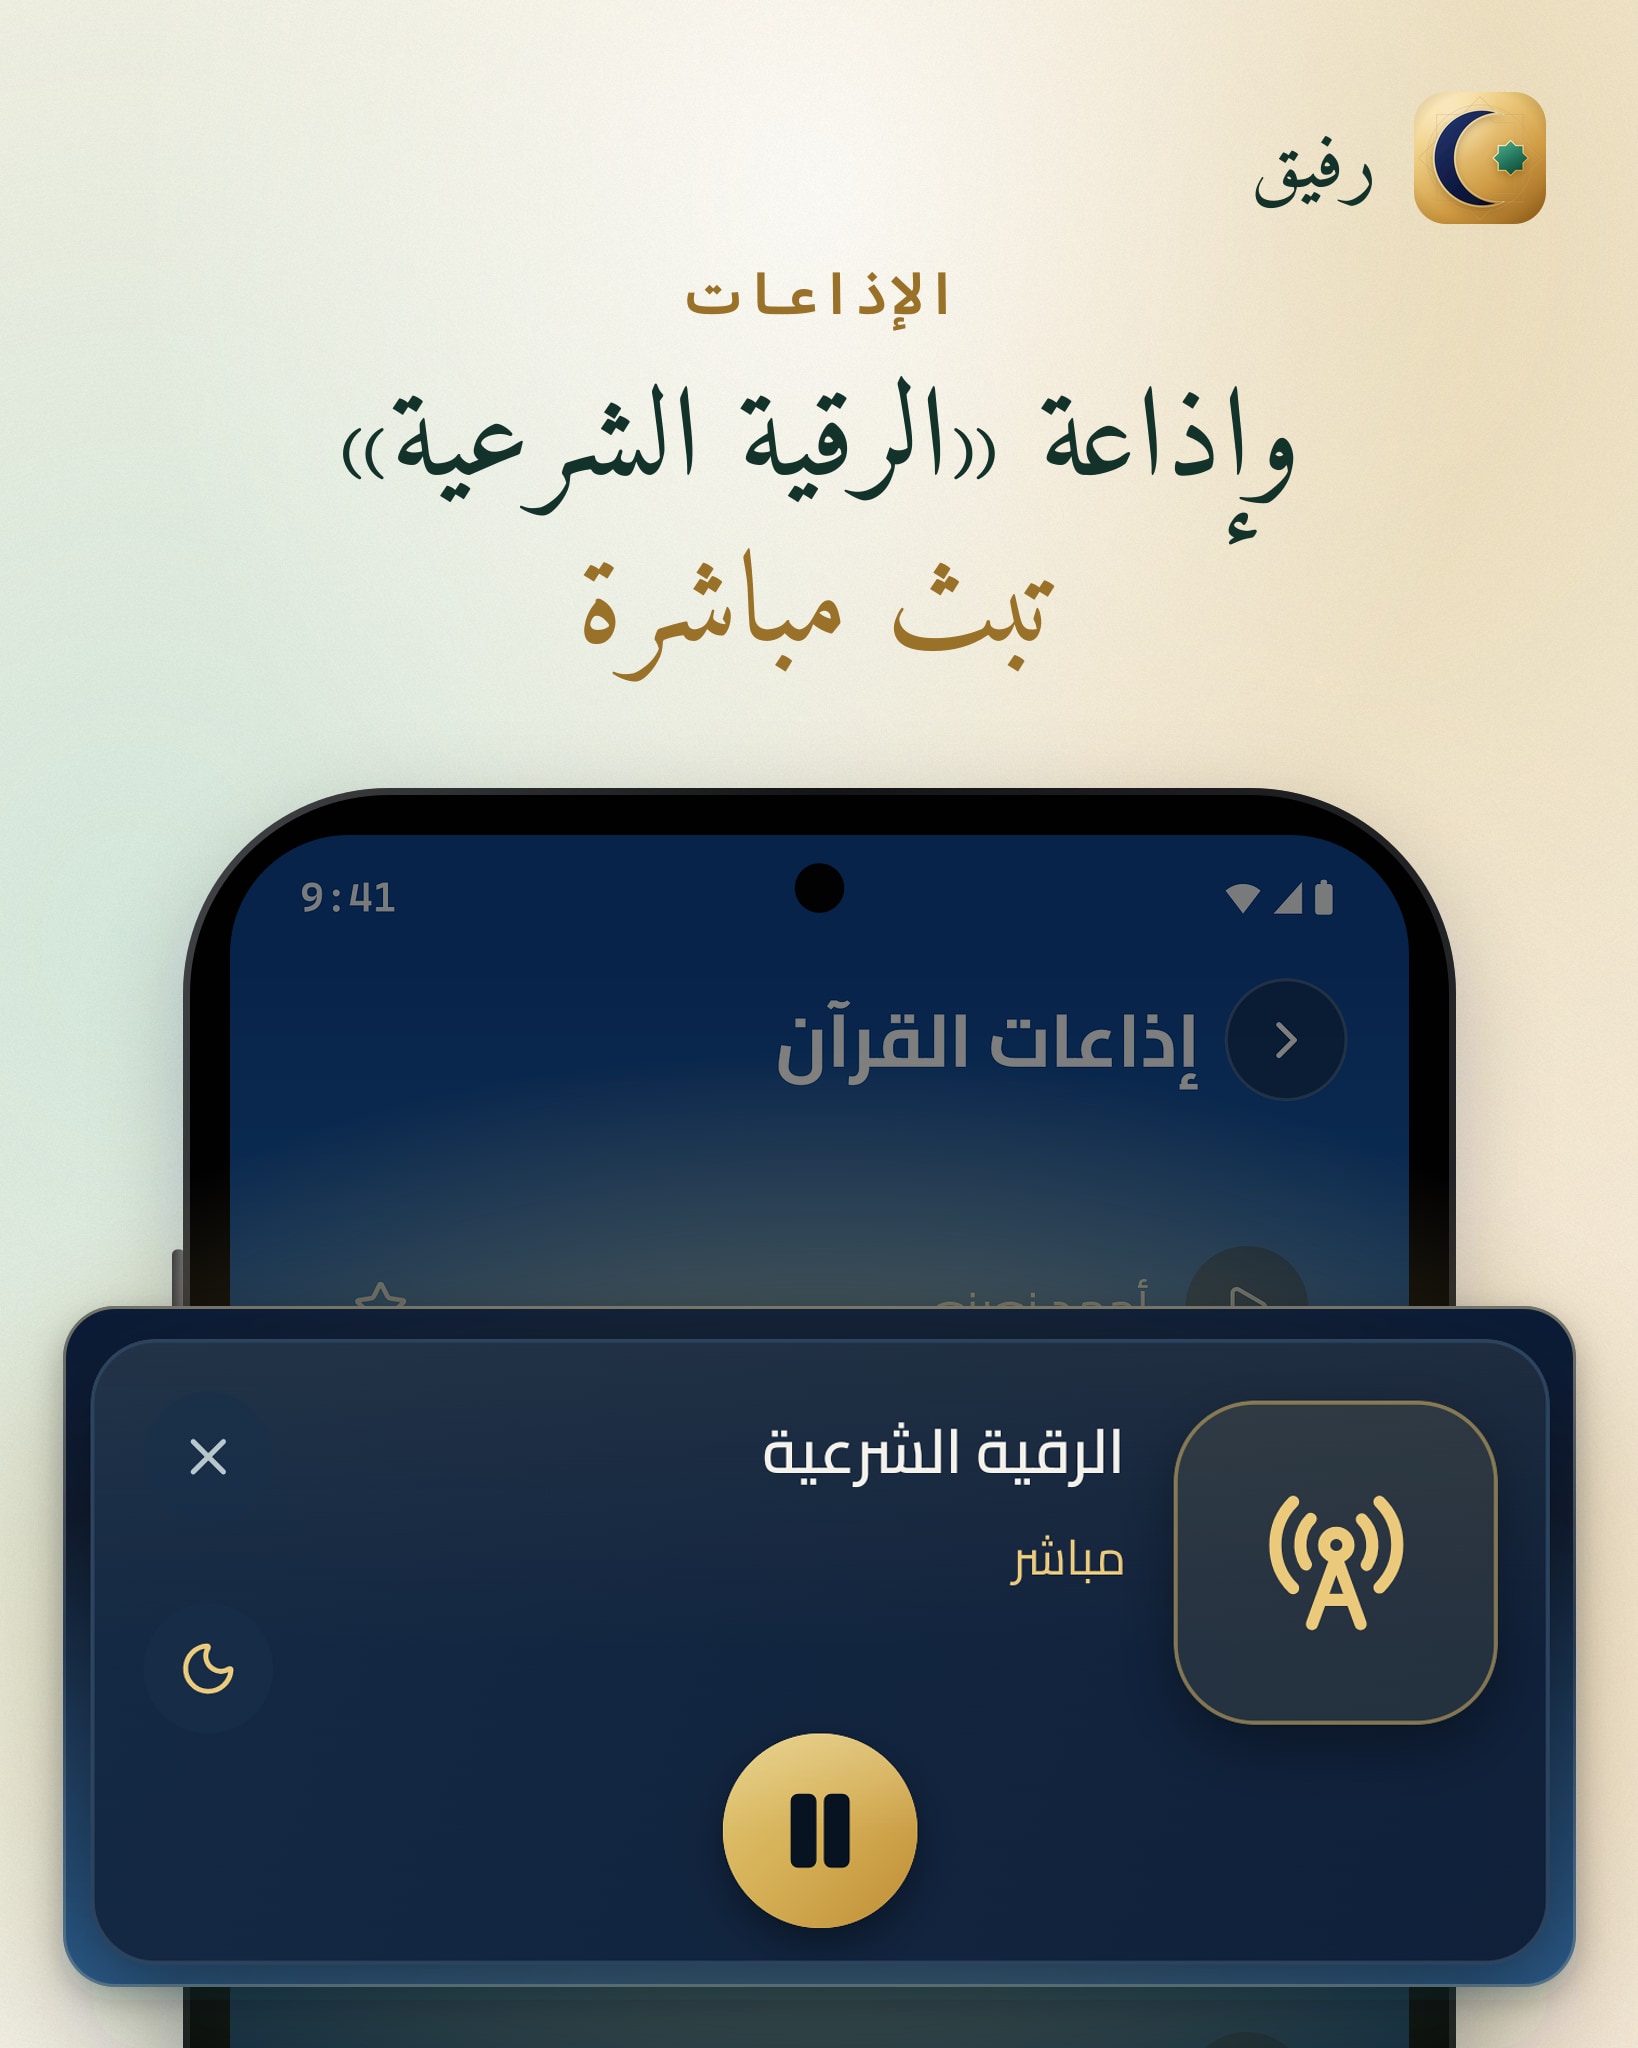 رفيق
الإذاعات
وإذاعة ((الرقية الشرعية))
تبث مباشرة
9:41
إذاعات القرآن
الرقية الشرعية
مباشر